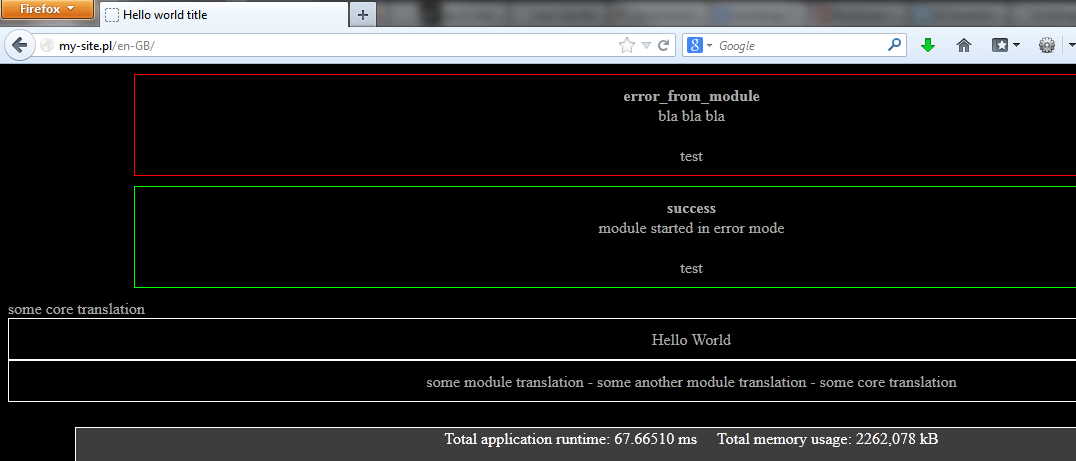 Firefox
Hello world title
my-site.pl/en-GB/
Google
error_from_module
bla bla bla
test
success
module started in error mode
test
some core translation
Hello World
some module translation - some another module translation - some core translation
Total application runtime: 67.66510 ms Total memory usage: 2262,078 kB